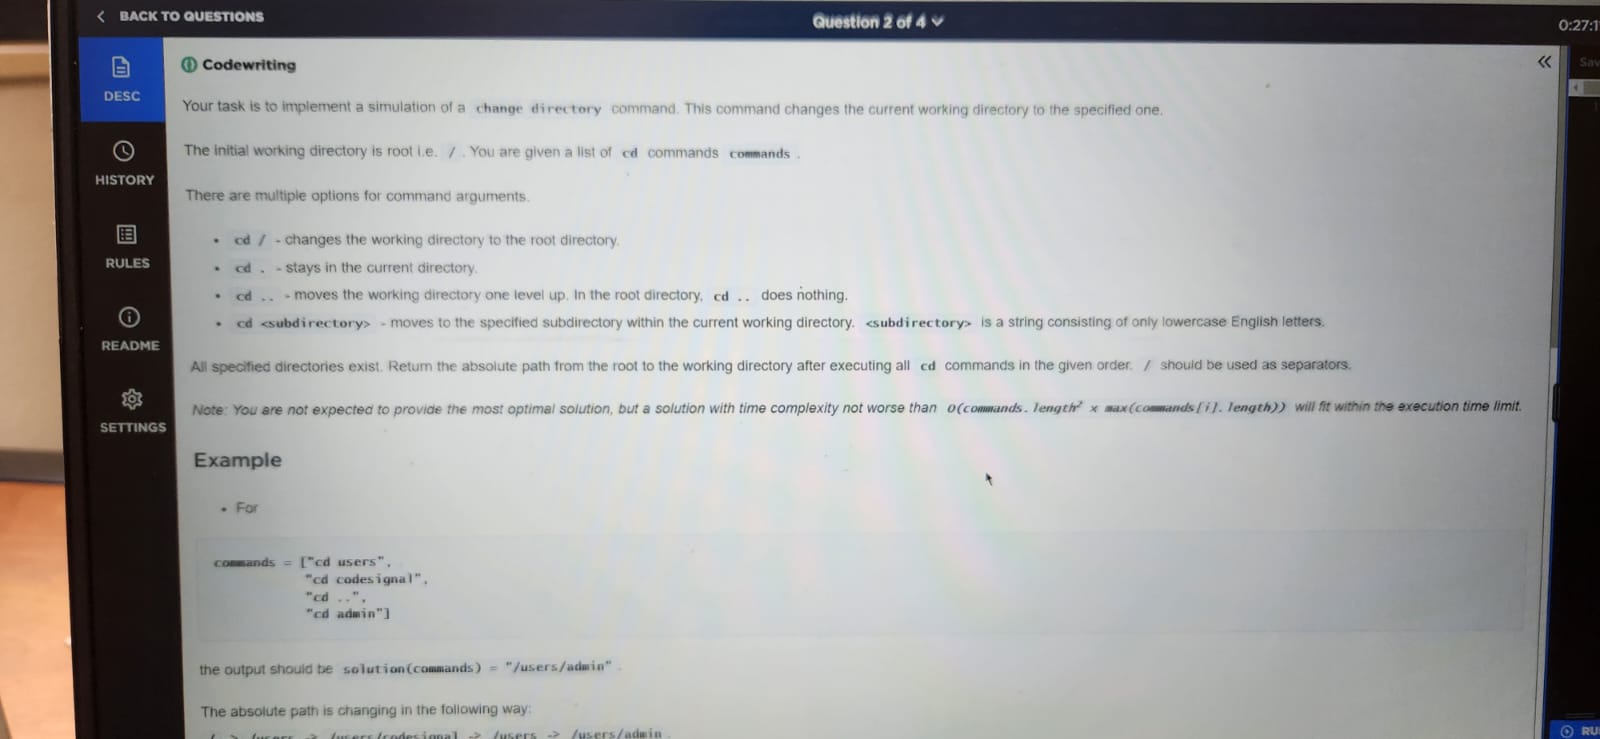 BACK TO QUESTIONS
Question 2 of 4
0:27:1
DESC
HISTORY
RULES
README
SETTINGS
Codewriting
Sav
Your task is to implement a simulation of a change directory command. This command changes the current working directory to the specified one.
The initial working directory is root i.e. / . You are given a list of cd commands commands .
There are multiple options for command arguments.
• cd / - changes the working directory to the root directory.
• cd . - stays in the current directory.
• cd .. - moves the working directory one level up. In the root directory, cd .. does nothing.
• cd <subdirectory> - moves to the specified subdirectory within the current working directory. <subdirectory> is a string consisting of only lowercase English letters.
All specified directories exist. Return the absolute path from the root to the working directory after executing all cd commands in the given order. / should be used as separators.
Note: You are not expected to provide the most optimal solution, but a solution with time complexity not worse than O(commands.length² x max(commands[i].length)) will fit within the execution time limit.
Example
• For
commands = ["cd users",
"cd codesignal",
"cd ..",
"cd admin"]
the output should be solution(commands) = "/users/admin" .
The absolute path is changing in the following way:
/ -> /users -> /users/codesignal -> /users -> /users/admin .
RU